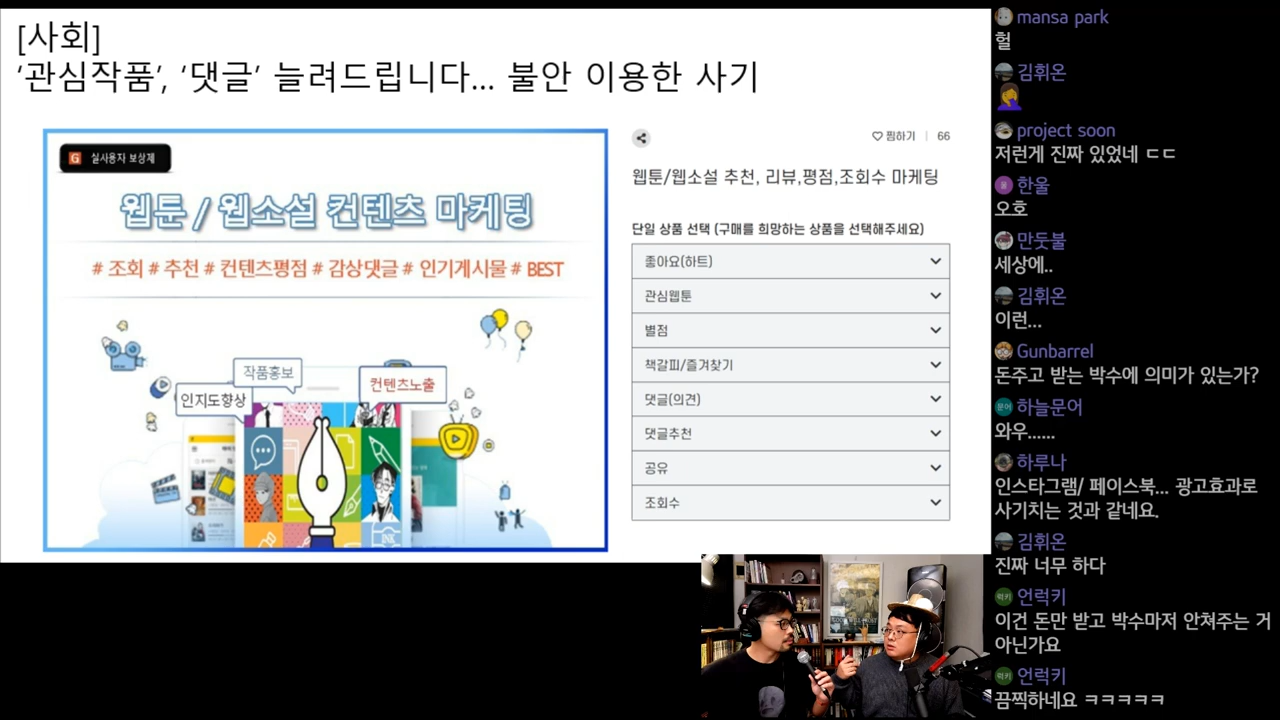 [사회]
‘관심작품’, ‘댓글’ 늘려드립니다... 불안 이용한 사기
G 실사용자 보상제
웹툰 / 웹소설 컨텐츠 마케팅
# 조회 # 추천 # 컨텐츠평점 # 감상댓글 # 인기게시물 # BEST
작품홍보
인지도향상
컨텐츠노출
INK
찜하기 | 66
웹툰/웹소설 추천, 리뷰,평점,조회수 마케팅
단일 상품 선택 (구매를 희망하는 상품을 선택해주세요)
좋아요(하트)
관심웹툰
별점
책갈피/즐겨찾기
댓글(의견)
댓글추천
공유
조회수
mansa park
헐
김휘온
project soon
저런게 진짜 있었네 ㄷㄷ
울 한울
오호
만둣불
세상에..
김휘온
이런...
Gunbarrel
돈주고 받는 박수에 의미가 있는가?
문어 하늘문어
와우......
하루나
인스타그램/ 페이스북... 광고효과로
사기치는 것과 같네요.
김휘온
진짜 너무 하다
럭키 언럭키
이건 돈만 받고 박수마저 안쳐주는 거
아닌가요
럭키 언럭키
끔찍하네요 ㅋㅋㅋㅋㅋ